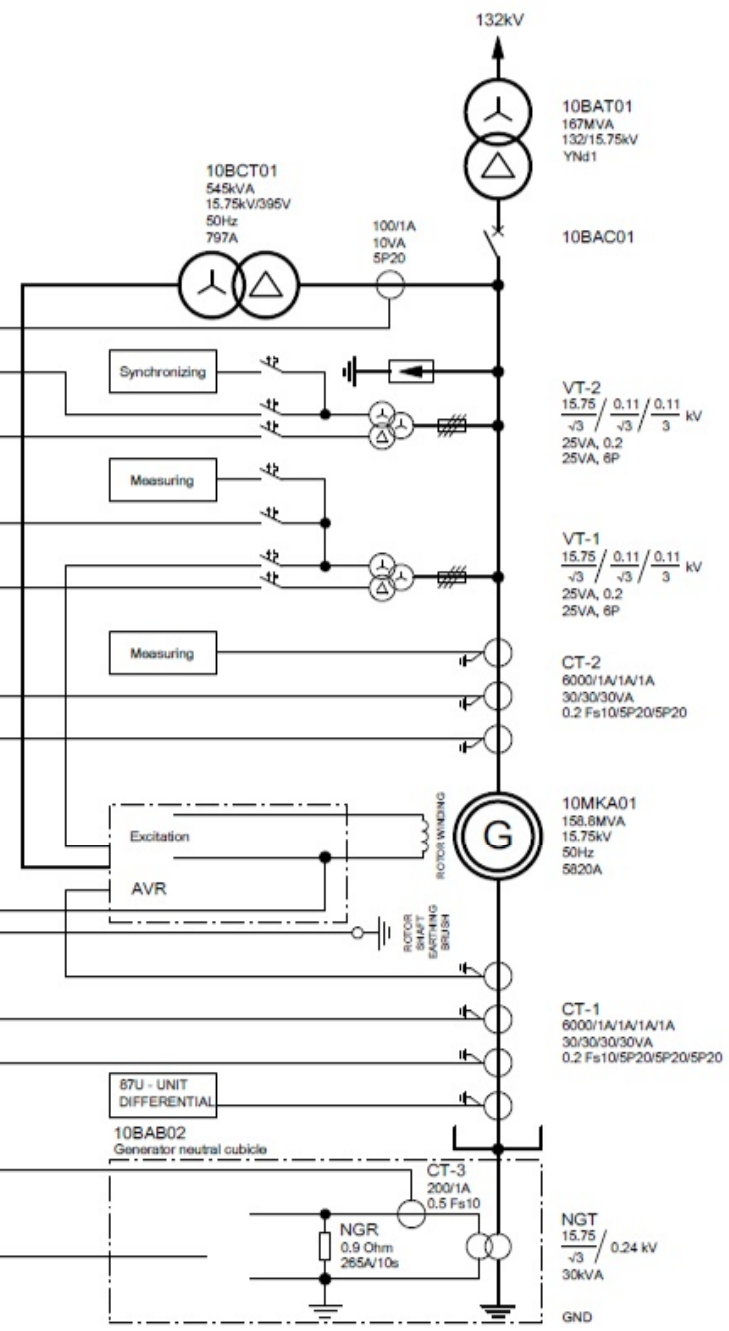 132kV
10BAT01
167MVA
132/15.75kV
YNd1
10BCT01
545kVA
15.75kV/395V
50Hz
797A
100/1A
10VA
5P20
10BAC01
Synchronizing
VT-2
15.75/√3 / 0.11/√3 / 0.11/3 kV
25VA, 0.2
25VA, 6P
Measuring
VT-1
15.75/√3 / 0.11/√3 / 0.11/3 kV
25VA, 0.2
25VA, 6P
Measuring
CT-2
6000/1A/1A/1A
30/30/30VA
0.2 Fs10/5P20/5P20
Excitation
AVR
ROTOR WINDING
G
10MKA01
158.8MVA
15.75kV
50Hz
5820A
ROTOR
SHAFT
EARTHING
BRUSH
CT-1
6000/1A/1A/1A/1A
30/30/30/30VA
0.2 Fs10/5P20/5P20/5P20
87U - UNIT
DIFFERENTIAL
10BAB02
Generator neutral cubicle
CT-3
200/1A
0.5 Fs10
NGR
0.9 Ohm
265A/10s
NGT
15.75/√3 / 0.24 kV
30kVA
GND